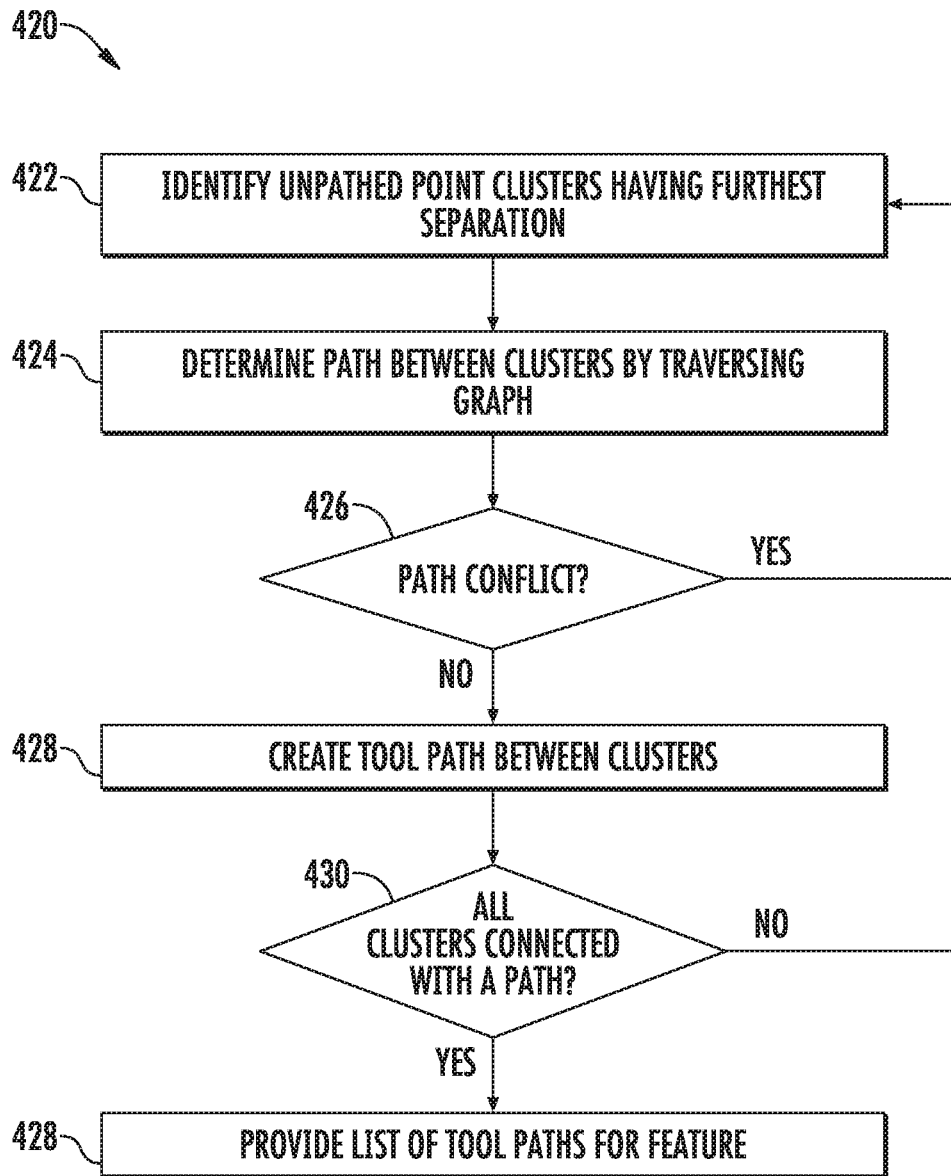 420
422
IDENTIFY UNPATHED POINT CLUSTERS HAVING FURTHEST
SEPARATION
424
DETERMINE PATH BETWEEN CLUSTERS BY TRAVERSING
GRAPH
426
PATH CONFLICT?
YES
NO
428
CREATE TOOL PATH BETWEEN CLUSTERS
430
ALL
CLUSTERS CONNECTED
WITH A PATH?
NO
YES
428
PROVIDE LIST OF TOOL PATHS FOR FEATURE